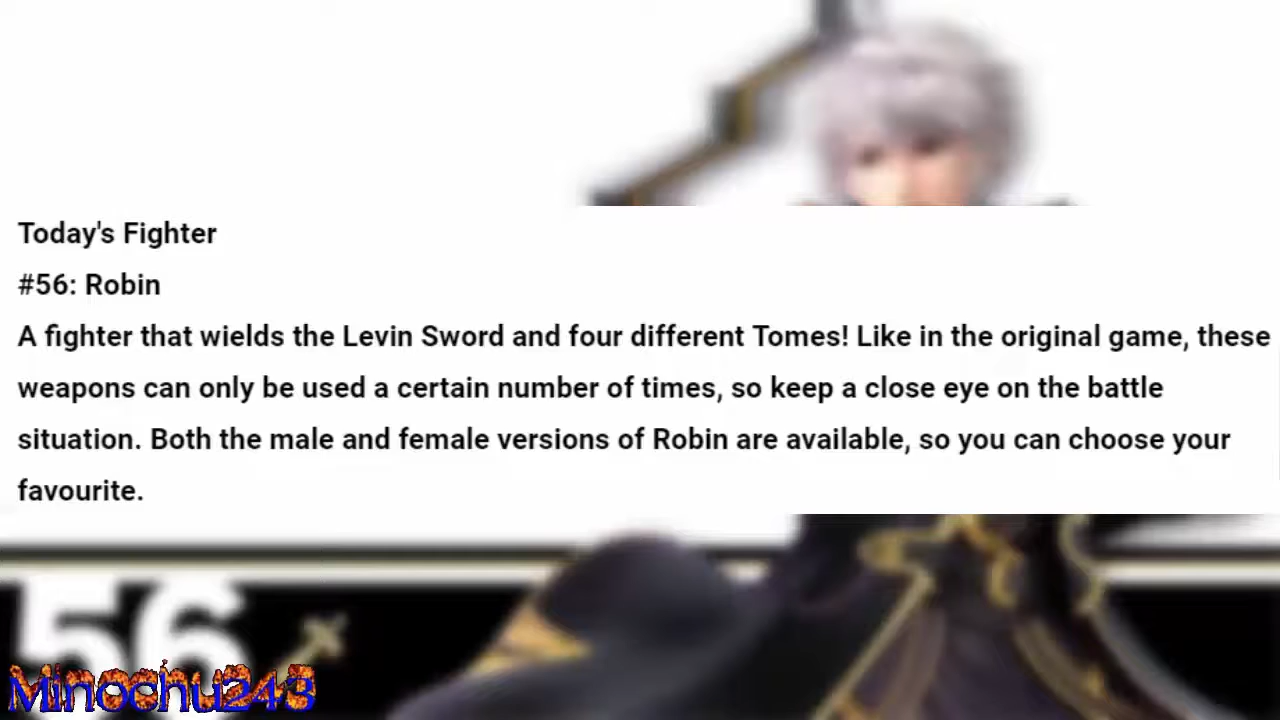 Today's Fighter
#56: Robin
A fighter that wields the Levin Sword and four different Tomes! Like in the original game, these
weapons can only be used a certain number of times, so keep a close eye on the battle
situation. Both the male and female versions of Robin are available, so you can choose your
favourite.
56
Minochu243